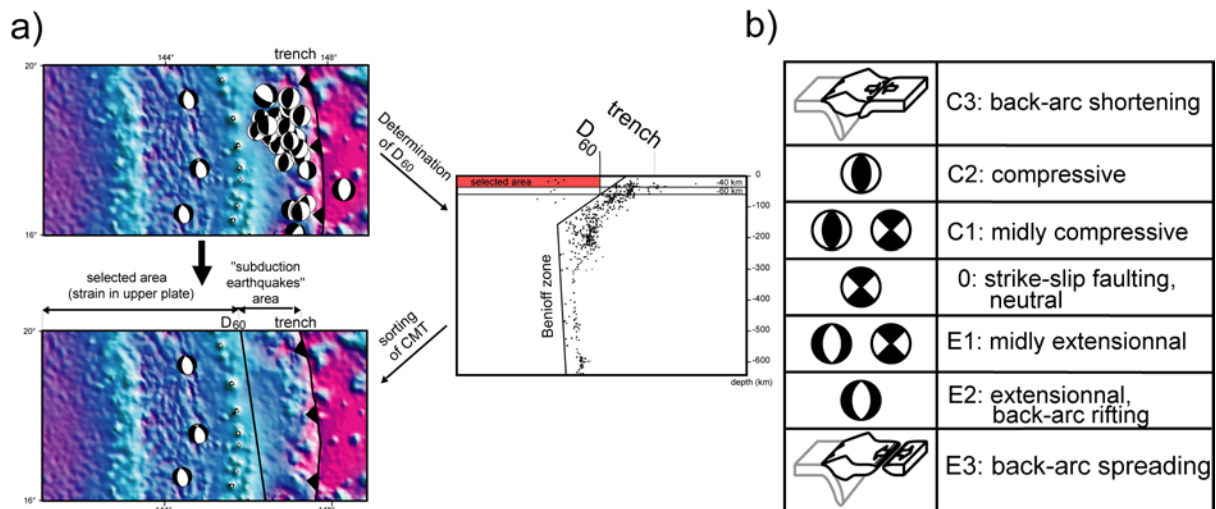 a)
trench
144°
148°
20°
16°
Determination
of D60
selected area
(strain in upper plate)
"subduction
earthquakes"
area
D60
trench
20°
16°
144°
sorting
of CMT
D60
trench
selected area
0
-40 km
-60 km
-100
-200
-300
-400
-500
-600
depth (km)
Benioff zone
b)
C3: back-arc shortening
C2: compressive
C1: midly compressive
0: strike-slip faulting,
neutral
E1: midly extensionnal
E2: extensionnal,
back-arc rifting
E3: back-arc spreading